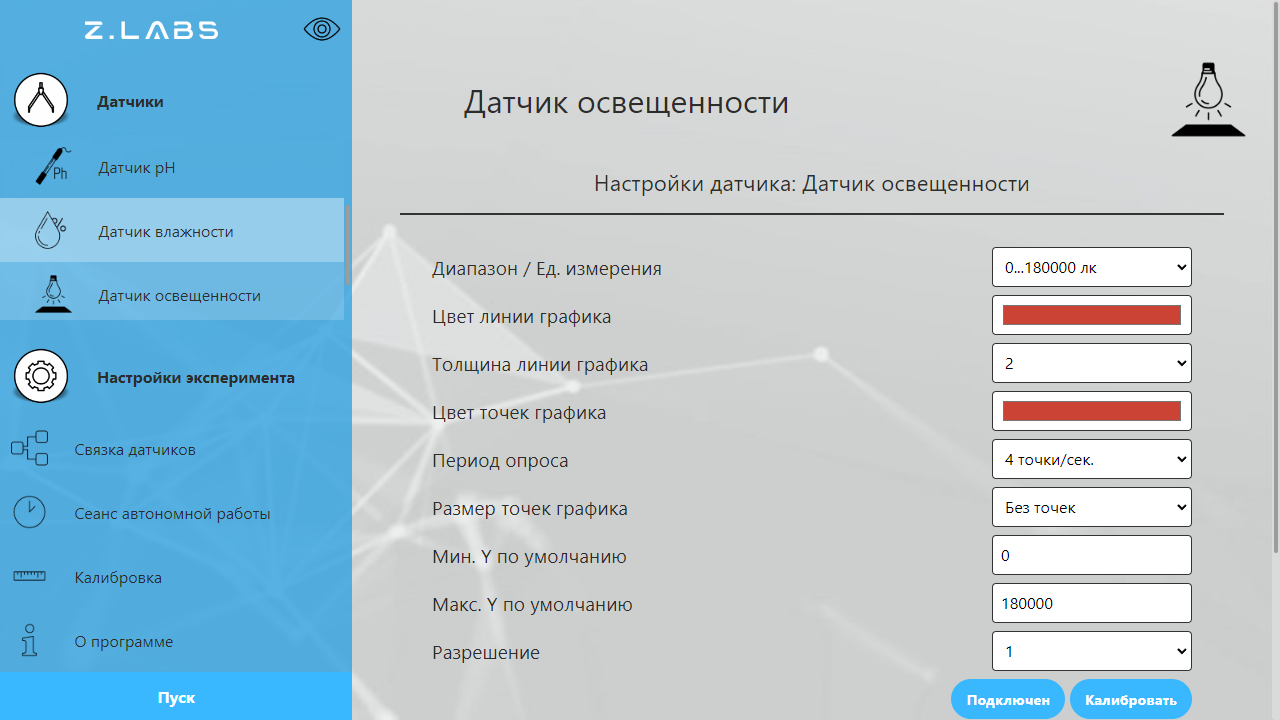 Z.LABS
Датчики
Ph
Датчик pH
%
Датчик влажности
Датчик освещенности
Настройки эксперимента
Связка датчиков
Сеанс автономной работы
Калибровка
О программе
Пуск
Датчик освещенности
Настройки датчика: Датчик освещенности
Диапазон / Ед. измерения 0...180000 лк
Цвет линии графика
Толщина линии графика 2
Цвет точек графика
Период опроса 4 точки/сек.
Размер точек графика Без точек
Мин. Y по умолчанию 0
Макс. Y по умолчанию 180000
Разрешение 1
Подключен Калибровать